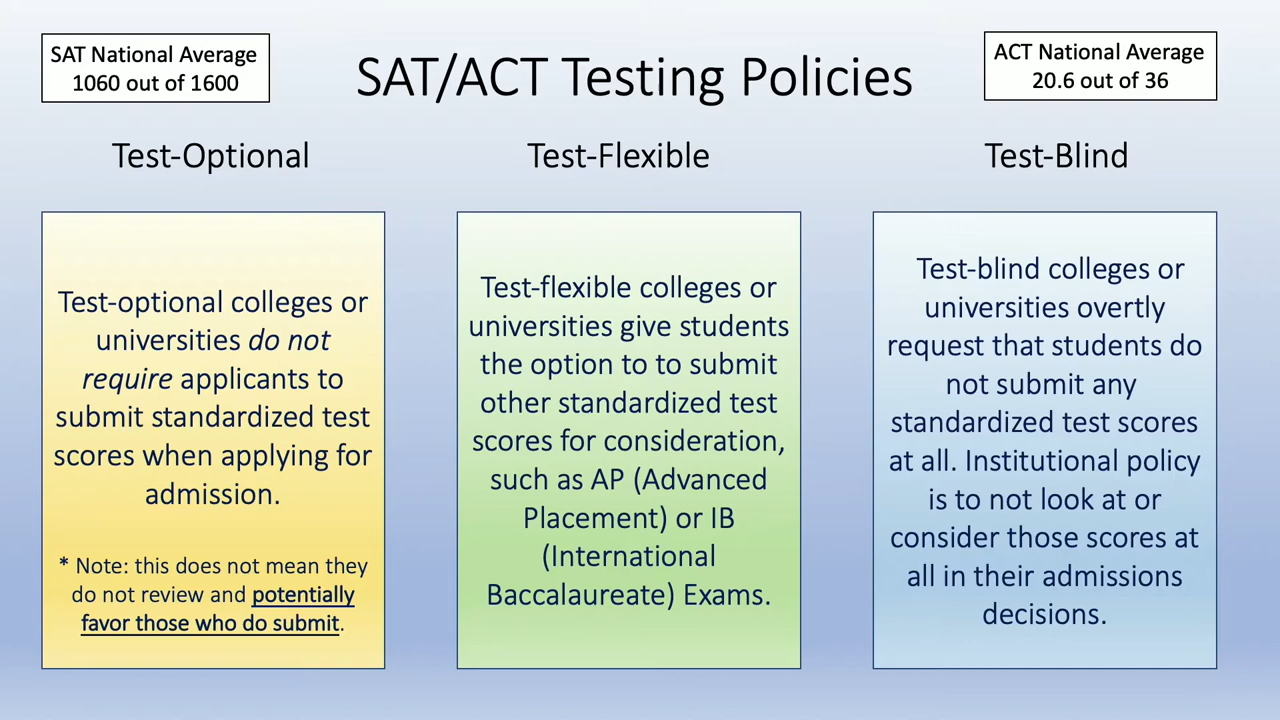 SAT National Average
1060 out of 1600
SAT/ACT Testing Policies
ACT National Average
20.6 out of 36
Test-Optional
Test-optional colleges or
universities do not
require applicants to
submit standardized test
scores when applying for
admission.
* Note: this does not mean they
do not review and potentially
favor those who do submit.
Test-Flexible
Test-flexible colleges or
universities give students
the option to to submit
other standardized test
scores for consideration,
such as AP (Advanced
Placement) or IB
(International
Baccalaureate) Exams.
Test-Blind
Test-blind colleges or
universities overtly
request that students do
not submit any
standardized test scores
at all. Institutional policy
is to not look at or
consider those scores at
all in their admissions
decisions.